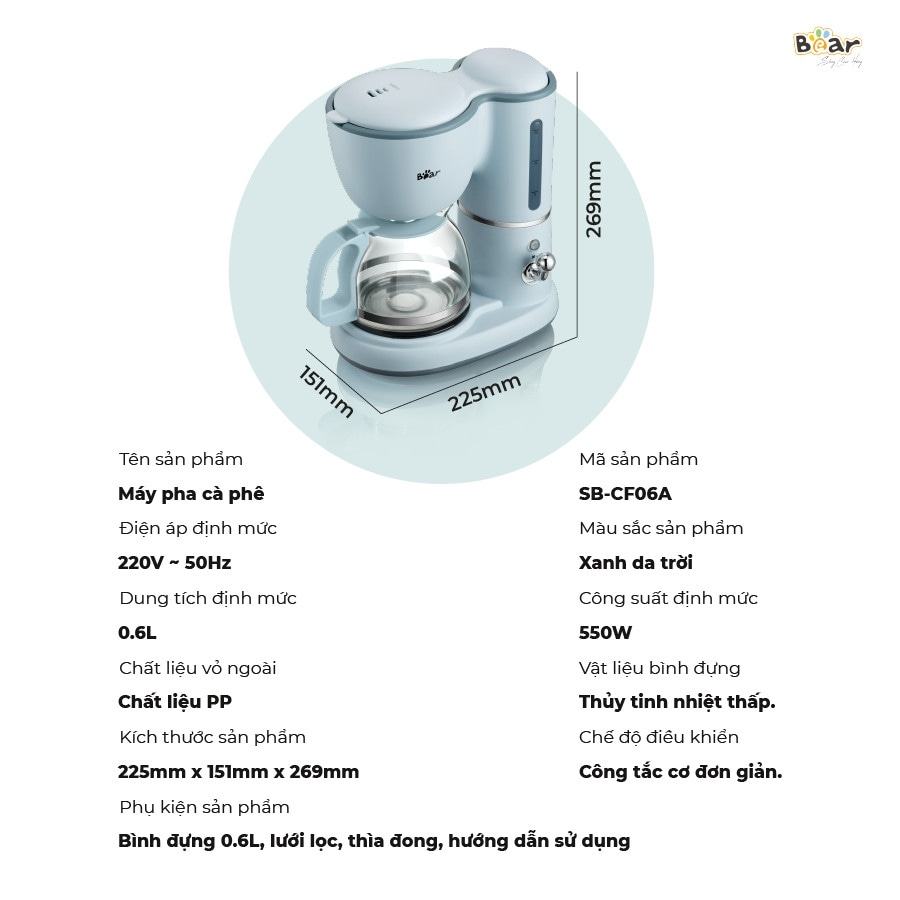 Bear
Bear
269mm
151mm
225mm
Tên sản phẩm
Máy pha cà phê
Điện áp định mức
220V ~ 50Hz
Dung tích định mức
0.6L
Chất liệu vỏ ngoài
Chất liệu PP
Kích thước sản phẩm
225mm x 151mm x 269mm
Phụ kiện sản phẩm
Bình đựng 0.6L, lưới lọc, thìa đong, hướng dẫn sử dụng
Mã sản phẩm
SB-CF06A
Màu sắc sản phẩm
Xanh da trời
Công suất định mức
550W
Vật liệu bình đựng
Thủy tinh nhiệt thấp.
Chế độ điều khiển
Công tắc cơ đơn giản.